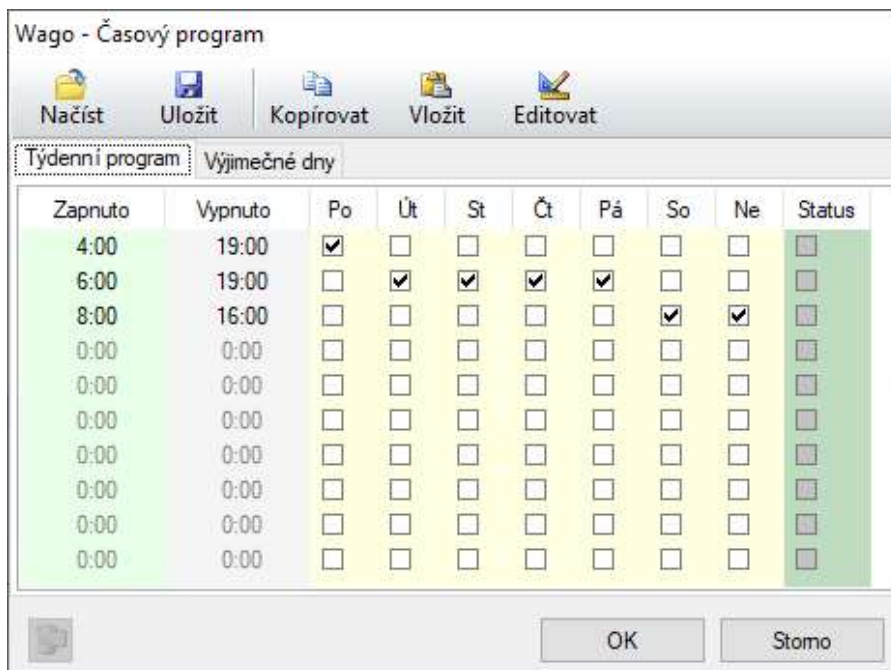 Wago - Časový program
Načíst Uložit Kopírovat Vložit Editovat
Týdenní program Výjimečné dny
Zapnuto Vypnuto Po Út St Čt Pá So Ne Status
4:00 19:00
6:00 19:00
8:00 16:00
0:00 0:00
0:00 0:00
0:00 0:00
0:00 0:00
0:00 0:00
0:00 0:00
0:00 0:00
OK Storno